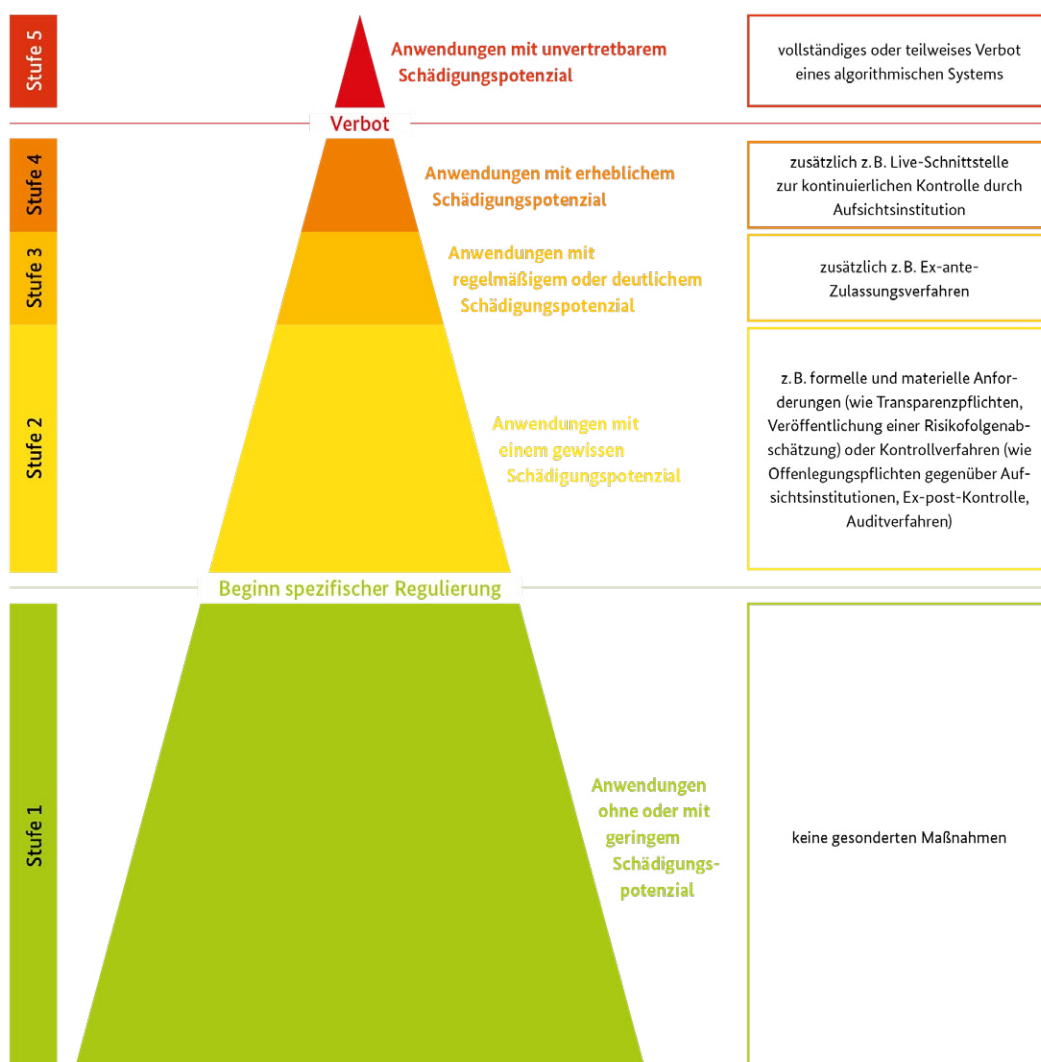 Stufe 5
Anwendungen mit unvertretbarem
Schädigungspotenzial
vollständiges oder teilweises Verbot
eines algorithmischen Systems
Verbot
Stufe 4
Anwendungen mit erheblichem
Schädigungspotenzial
zusätzlich z.B. Live-Schnittstelle
zur kontinuierlichen Kontrolle durch
Aufsichtsinstitution
Stufe 3
Anwendungen mit
regelmäßigem oder deutlichem
Schädigungspotenzial
zusätzlich z.B. Ex-ante-
Zulassungsverfahren
Stufe 2
Anwendungen mit
einem gewissen
Schädigungspotenzial
z.B. formelle und materielle Anfor-
derungen (wie Transparenzpflichten,
Veröffentlichung einer Risikofolgenab-
schätzung) oder Kontrollverfahren (wie
Offenlegungspflichten gegenüber Auf-
sichtsinstitutionen, Ex-post-Kontrolle,
Auditverfahren)
Beginn spezifischer Regulierung
Stufe 1
Anwendungen
ohne oder mit
geringem
Schädigungs-
potenzial
keine gesonderten Maßnahmen